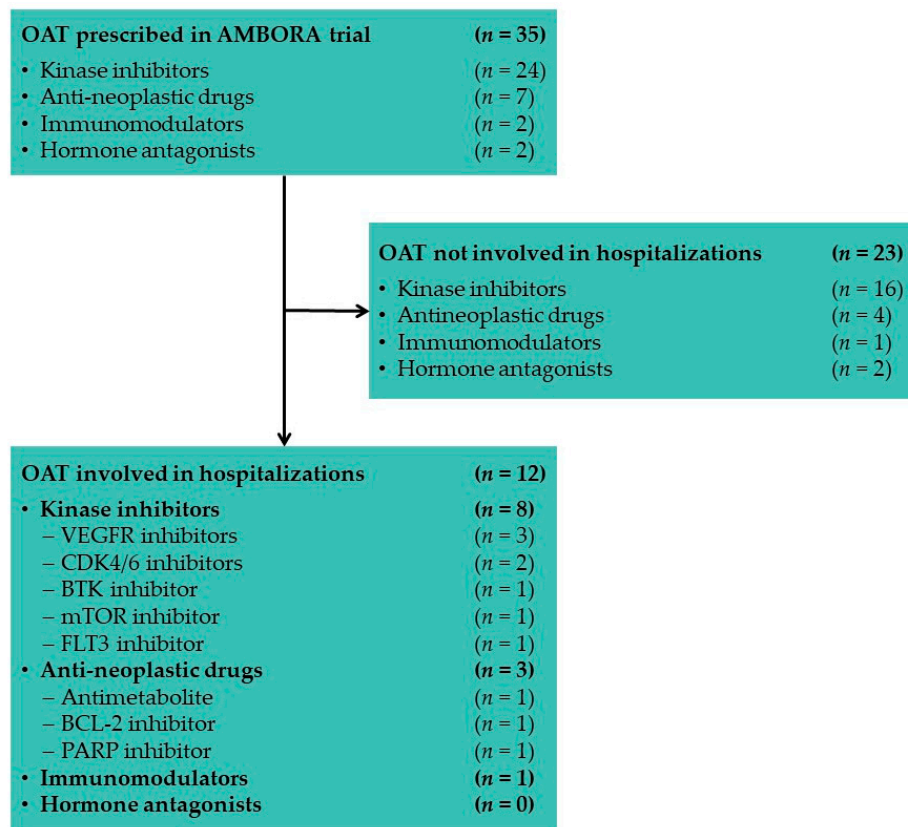 OAT prescribed in AMBORA trial (n = 35)
• Kinase inhibitors (n = 24)
• Anti-neoplastic drugs (n = 7)
• Immunomodulators (n = 2)
• Hormone antagonists (n = 2)
OAT not involved in hospitalizations (n = 23)
• Kinase inhibitors (n = 16)
• Antineoplastic drugs (n = 4)
• Immunomodulators (n = 1)
• Hormone antagonists (n = 2)
OAT involved in hospitalizations (n = 12)
• Kinase inhibitors (n = 8)
– VEGFR inhibitors (n = 3)
– CDK4/6 inhibitors (n = 2)
– BTK inhibitor (n = 1)
– mTOR inhibitor (n = 1)
– FLT3 inhibitor (n = 1)
• Anti-neoplastic drugs (n = 3)
– Antimetabolite (n = 1)
– BCL-2 inhibitor (n = 1)
– PARP inhibitor (n = 1)
• Immunomodulators (n = 1)
• Hormone antagonists (n = 0)